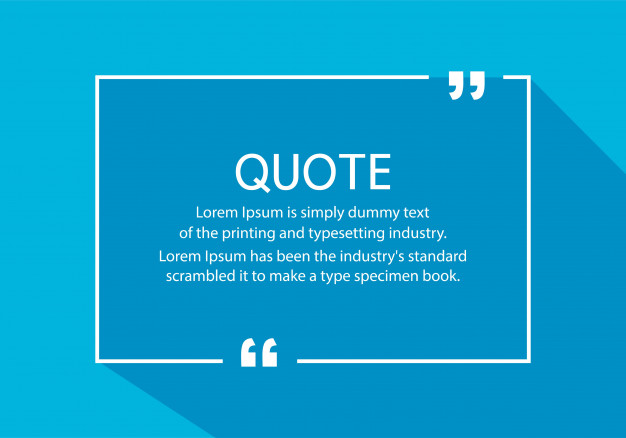 ”
QUOTE
Lorem Ipsum is simply dummy text
of the printing and typesetting industry.
Lorem Ipsum has been the industry's standard
scrambled it to make a type specimen book.
“